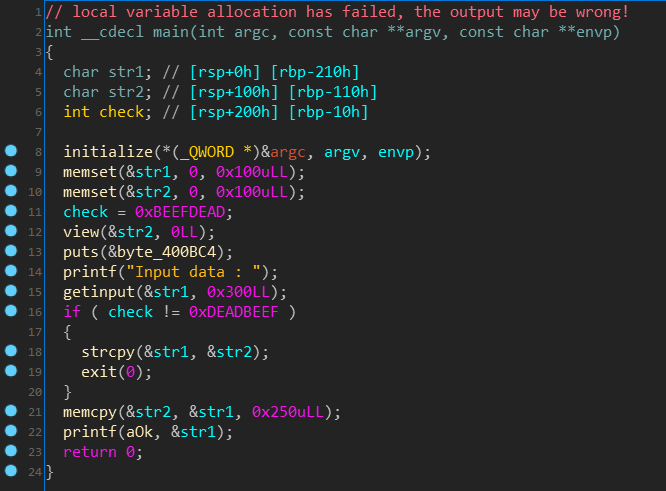 1 // local variable allocation has failed, the output may be wrong!
2 int __cdecl main(int argc, const char **argv, const char **envp)
3 {
4   char str1; // [rsp+0h] [rbp-210h]
5   char str2; // [rsp+100h] [rbp-110h]
6   int check; // [rsp+200h] [rbp-10h]
7
8   initialize(*(_QWORD *)&argc, argv, envp);
9   memset(&str1, 0, 0x100uLL);
10   memset(&str2, 0, 0x100uLL);
11   check = 0xBEEFDEAD;
12   view(&str2, 0LL);
13   puts(&byte_400BC4);
14   printf("Input data : ");
15   getinput(&str1, 0x300LL);
16   if ( check != 0xDEADBEEF )
17   {
18     strcpy(&str1, &str2);
19     exit(0);
20   }
21   memcpy(&str2, &str1, 0x250uLL);
22   printf(aOk, &str1);
23   return 0;
24 }